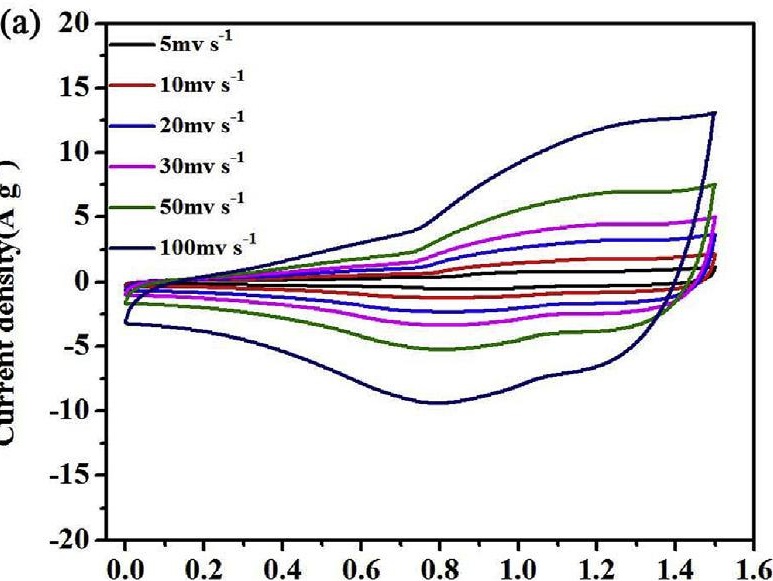 (a)
Current density(A g )
5mv s-1
10mv s-1
20mv s-1
30mv s-1
50mv s-1
100mv s-1
20
15
10
5
0
-5
-10
-15
-20
0.0 0.2 0.4 0.6 0.8 1.0 1.2 1.4 1.6